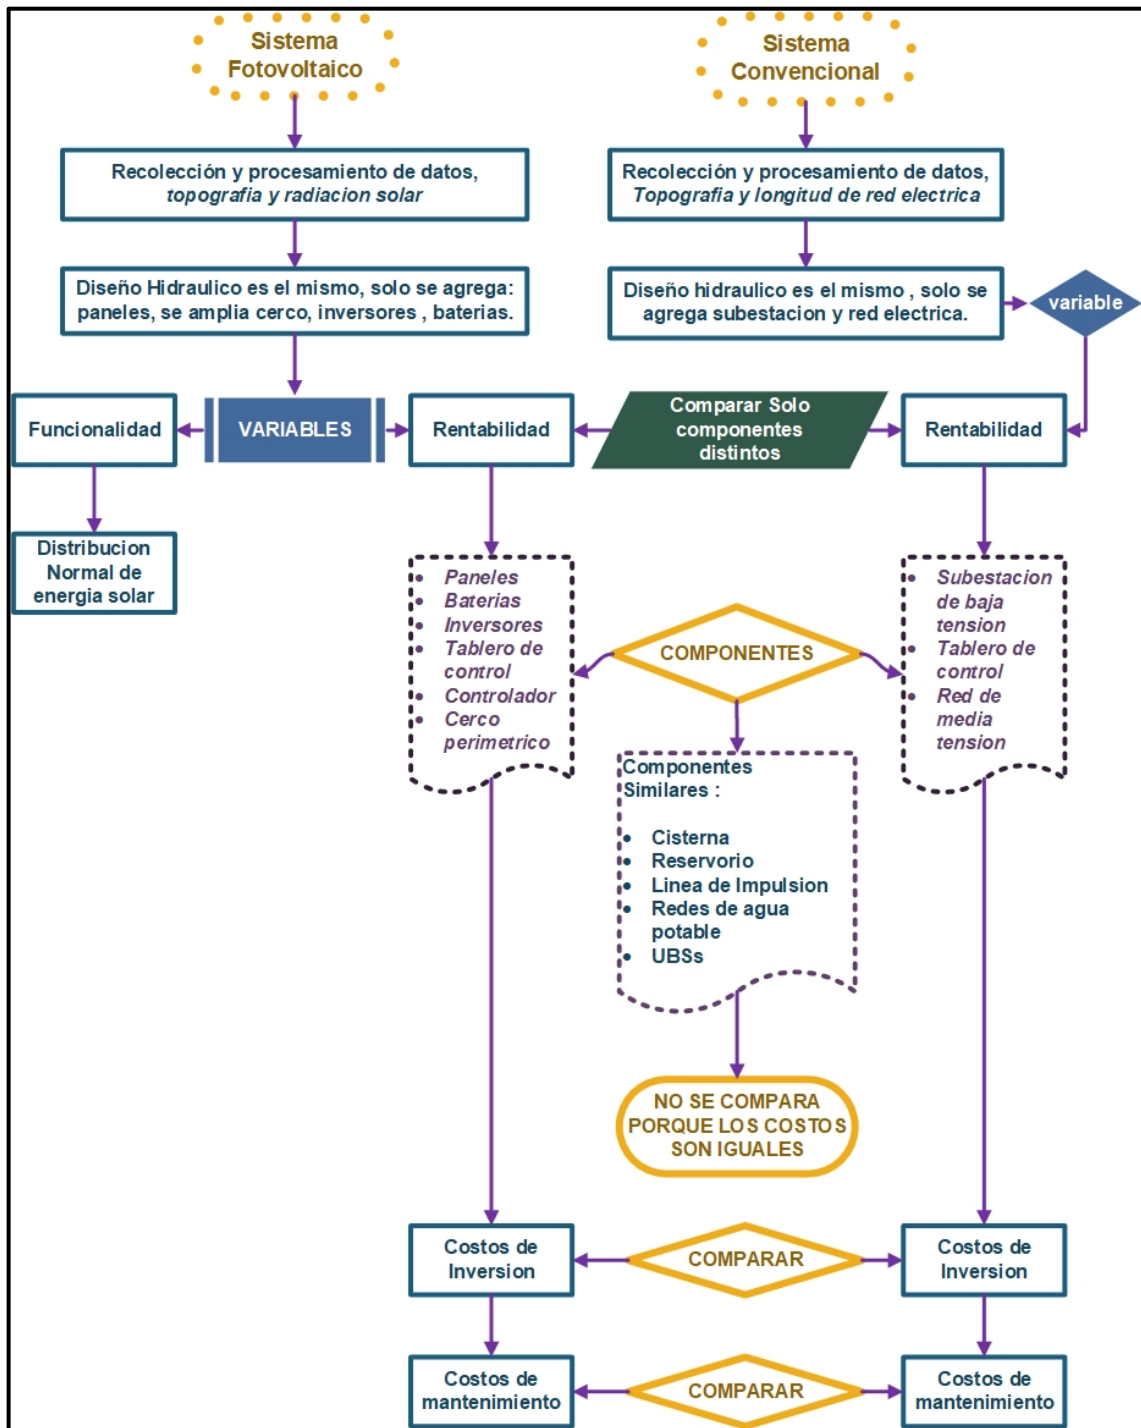 Sistema
Fotovoltaico
Sistema
Convencional
Recolección y procesamiento de datos,
topografia y radiacion solar
Recolección y procesamiento de datos,
Topografia y longitud de red electrica
Diseño Hidraulico es el mismo, solo se agrega:
paneles, se amplia cerco, inversores , baterias.
Diseño hidraulico es el mismo , solo se
agrega subestacion y red electrica.
variable
Funcionalidad
VARIABLES
Rentabilidad
Comparar Solo
componentes
distintos
Rentabilidad
Distribucion
Normal de
energia solar
• Paneles
• Baterias
• Inversores
• Tablero de
control
• Controlador
• Cerco
perimetrico
COMPONENTES
• Subestacion
de baja
tension
• Tablero de
control
• Red de
media
tension
Componentes
Similares :
• Cisterna
• Reservorio
• Linea de Impulsion
• Redes de agua
potable
• UBSs
NO SE COMPARA
PORQUE LOS COSTOS
SON IGUALES
Costos de
Inversion
COMPARAR
Costos de
Inversion
Costos de
mantenimiento
COMPARAR
Costos de
mantenimiento